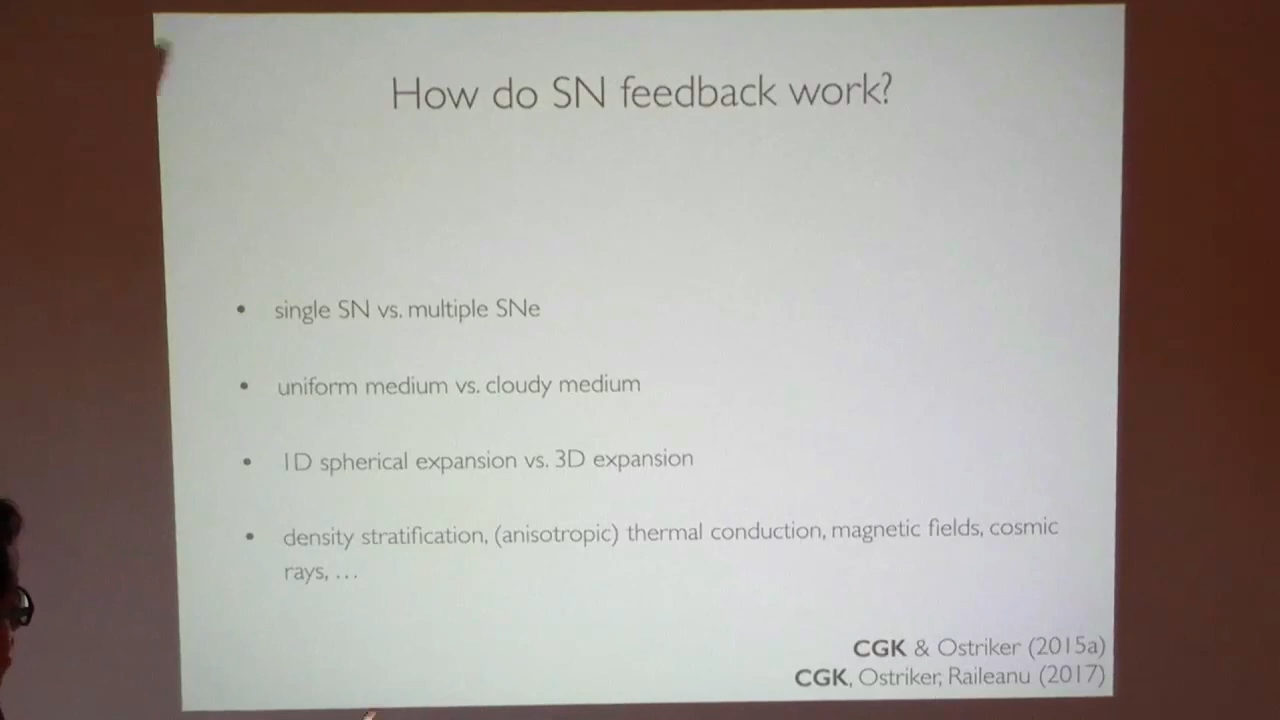 How do SN feedback work?
• single SN vs. multiple SNe
• uniform medium vs. cloudy medium
• 1D spherical expansion vs. 3D expansion
• density stratification, (anisotropic) thermal conduction, magnetic fields, cosmic
rays, …
CGK & Ostriker (2015a)
CGK, Ostriker, Raileanu (2017)